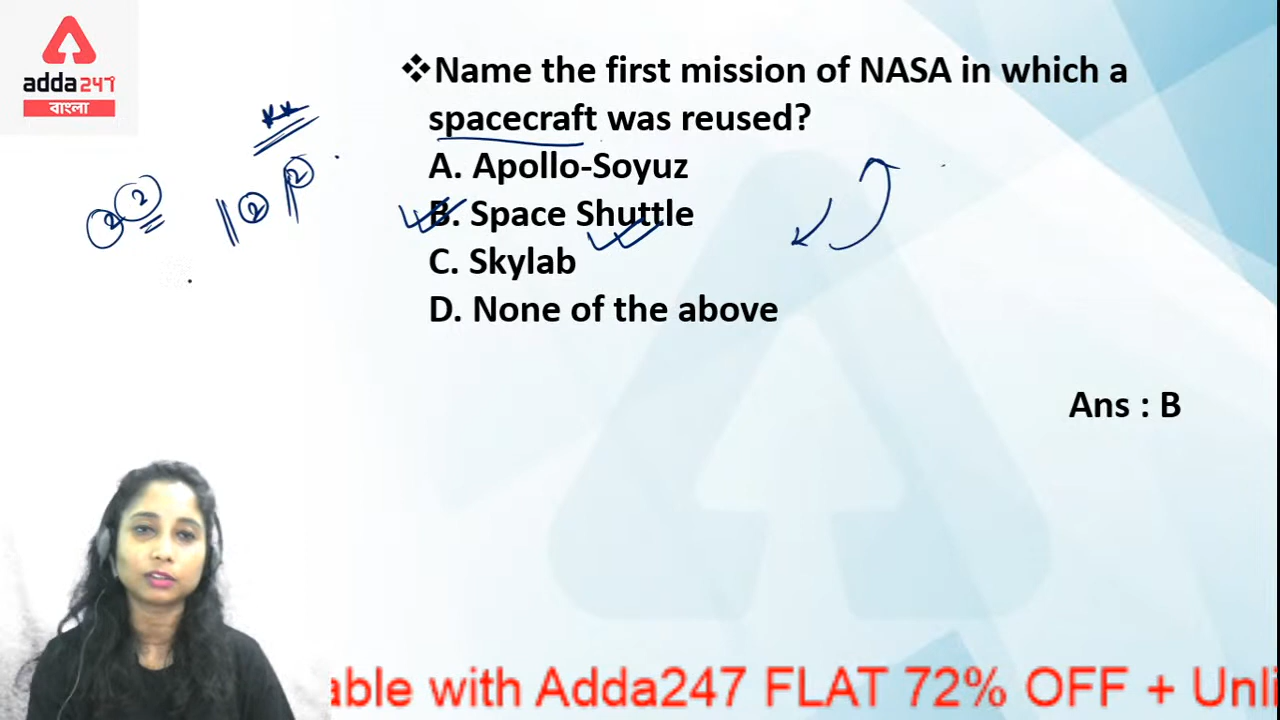 adda247
বাংলা
❖Name the first mission of NASA in which a
spacecraft was reused?
A. Apollo-Soyuz
B. Space Shuttle
C. Skylab
D. None of the above
Ans : B
able with Adda247 FLAT 72% OFF + Unli